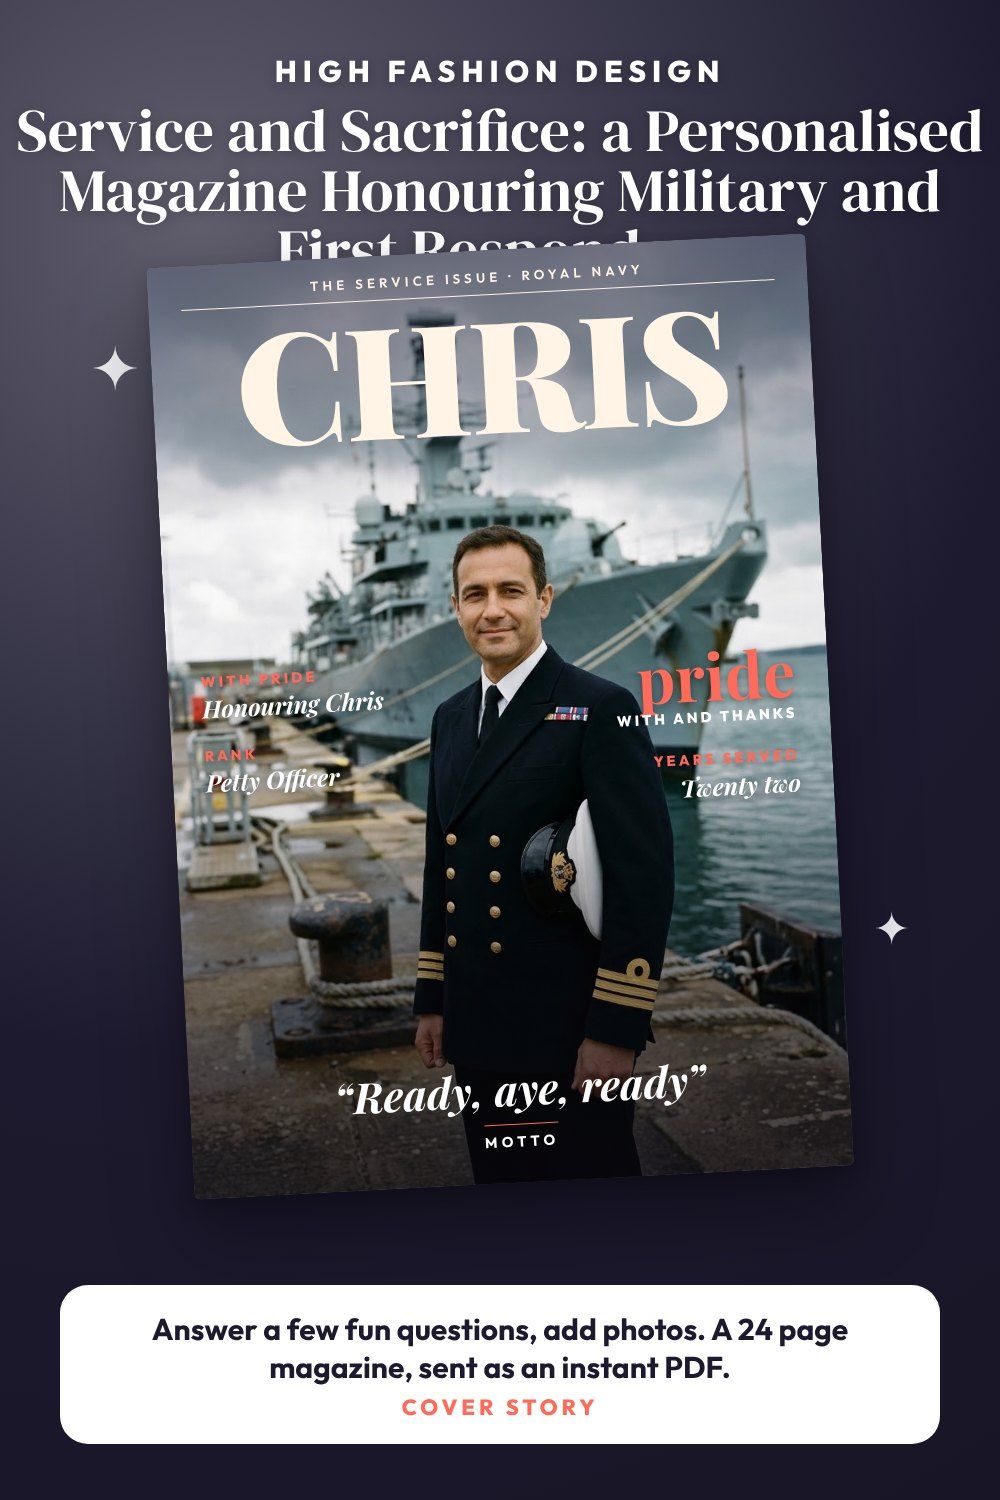 HIGH FASHION DESIGN
Service and Sacrifice: a Personalised
Magazine Honouring Military and
First
THE SERVICE ISSUE · ROYAL NAVY
CHRIS
WITH PRIDE
Honouring Chris
RANK
Petty Officer
pride
WITH AND THANKS
YEARS SERVED
Twenty two
“Ready, aye, ready”
MOTTO
Answer a few fun questions, add photos. A 24 page
magazine, sent as an instant PDF.
COVER STORY